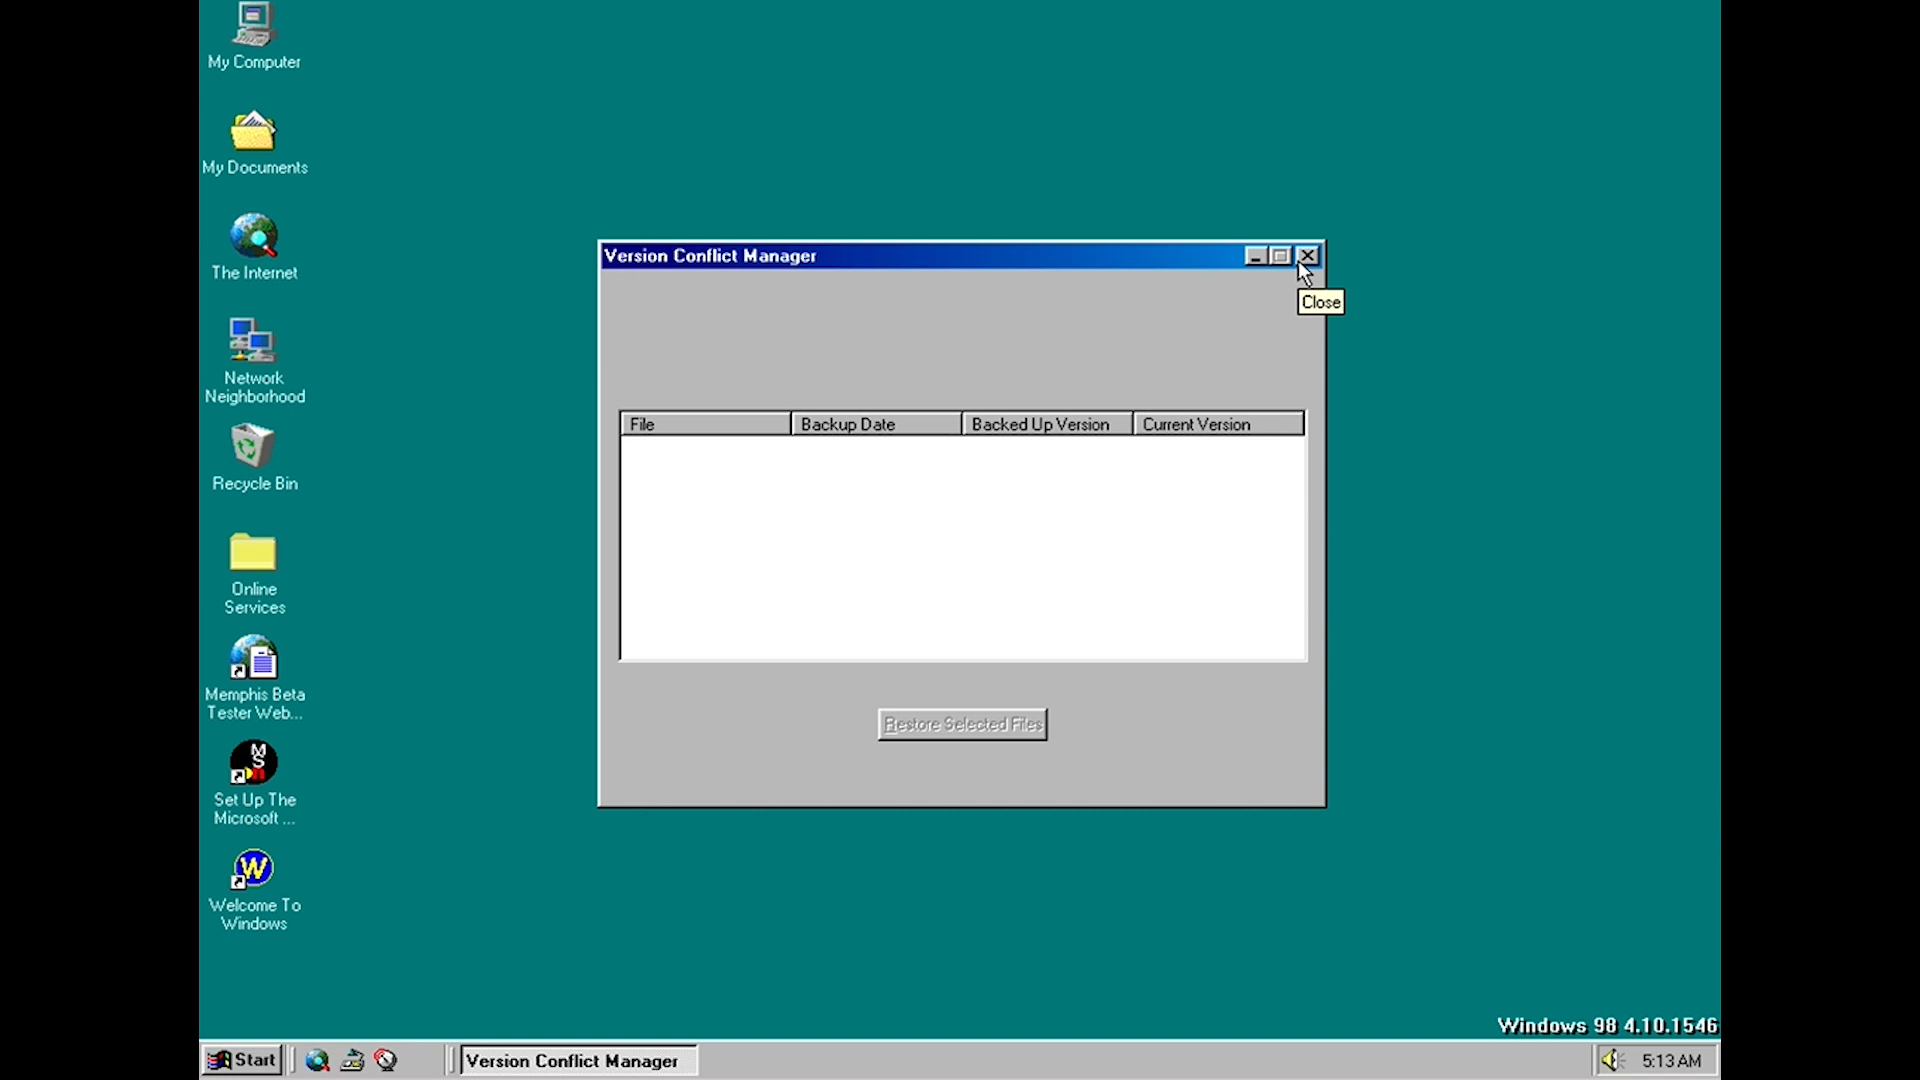 My Computer
My Documents
The Internet
Network
Neighborhood
Recycle Bin
Online
Services
Memphis Beta
Tester Web...
MSn
Set Up The
Microsoft ...
W
Welcome To
Windows
Version Conflict Manager
Close
File Backup Date Backed Up Version Current Version
Restore Selected Files
Windows 98 4.10.1546
Start Version Conflict Manager 5:13 AM